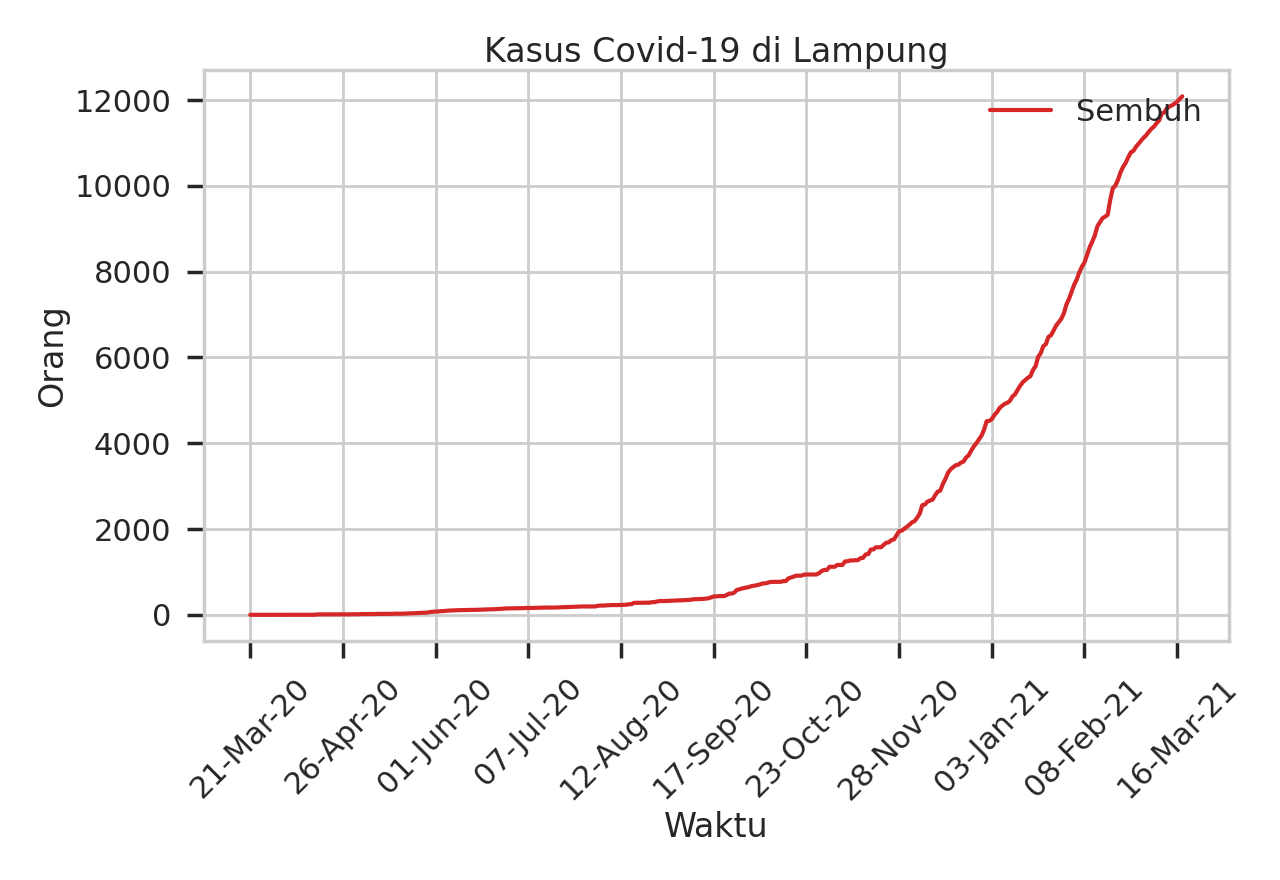 Kasus Covid-19 di Lampung
Sembuh
12000
10000
8000
6000
4000
2000
0
Orang
21-Mar-20
26-Apr-20
01-Jun-20
07-Jul-20
12-Aug-20
17-Sep-20
23-Oct-20
28-Nov-20
03-Jan-21
08-Feb-21
16-Mar-21
Waktu